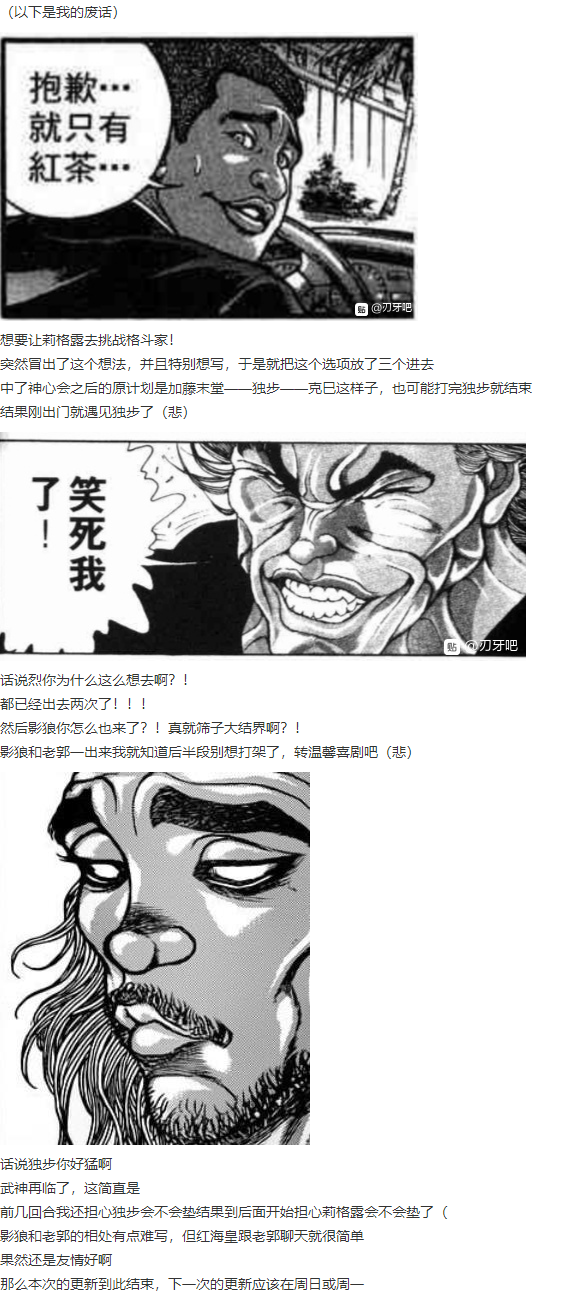 （以下是我的废话）
抱歉…
就只有
紅茶…
贴 @刃牙吧
想要让莉格露去挑战格斗家！
突然冒出了这个想法，并且特别想写，于是就把这个选项放了三个进去
中了神心会之后的原计划是加藤末堂——独步——克巳这样子，也可能打完独步就结束
结果刚出门就遇见独步了（悲）
笑死我
了！
贴 @刃牙吧
话说烈你为什么这么想去啊？！
都已经出去两次了！！！
然后影狼你怎么也来了？！真就筛子大结界啊？！
影狼和老郭一出来我就知道后半段别想打架了，转温馨喜剧吧（悲）
话说独步你好猛啊
武神再临了，这简直是
前几回合我还担心独步会不会垫结果到后面开始担心莉格露会不会垫了（
影狼和老郭的相处有点难写，但红海皇跟老郭聊天就很简单
果然还是友情好啊
那么本次的更新到此结束，下一次的更新应该在周日或周一